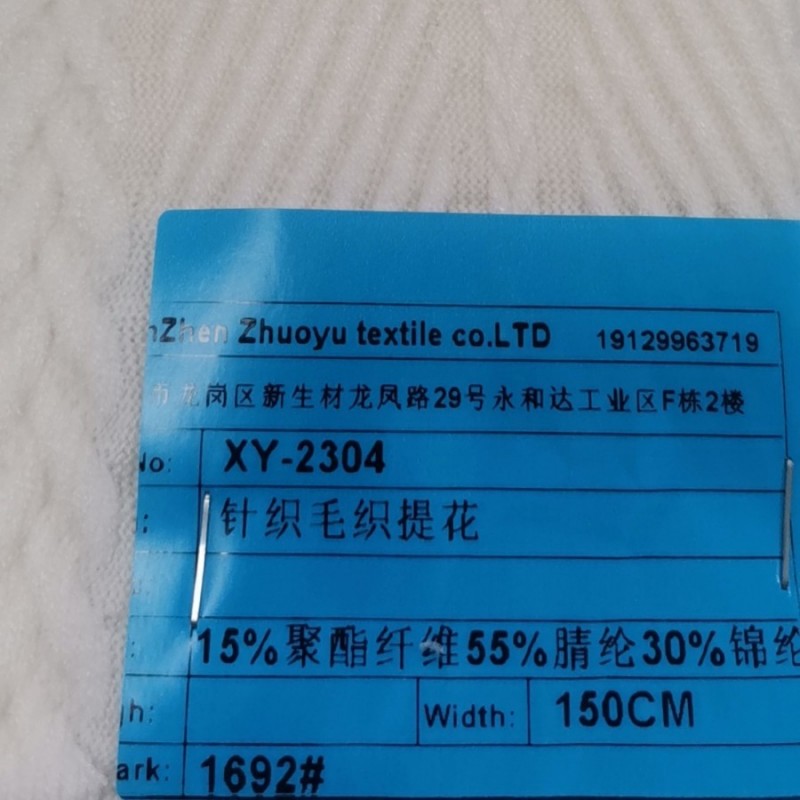 nZhen Zhuoyu textile co.LTD 19129963719
市龙岗区新生材龙凤路29号永和达工业区F栋2楼
No: XY-2304
: 针织毛织提花
: 15%聚酯纤维55%腈纶30%锦纶
h: Width: 150CM
ark: 1692#